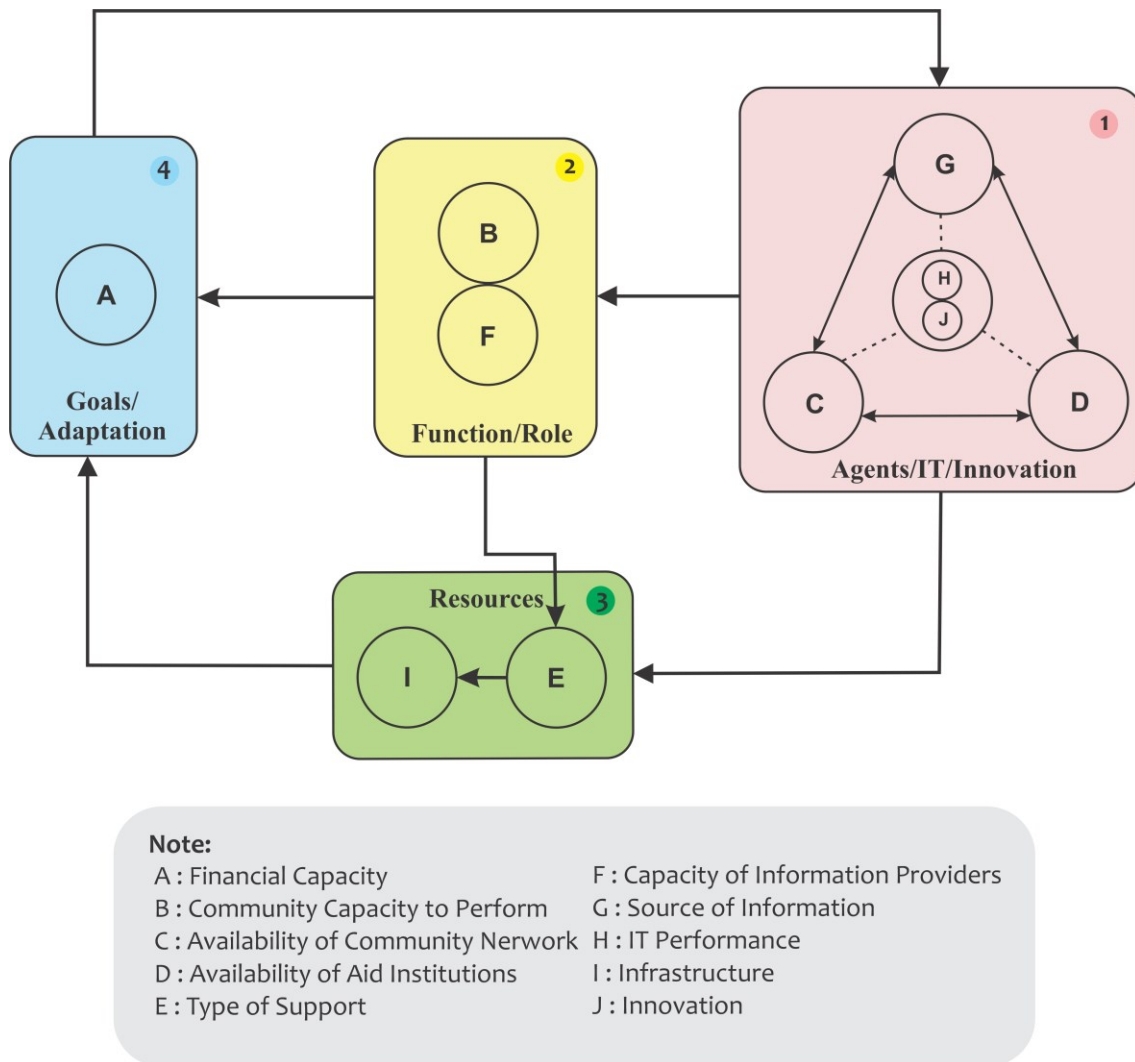 1
G
H
J
C
D
Agents/IT/Innovation
2
B
F
Function/Role
4
A
Goals/
Adaptation
Resources
3
I
E
Note:
A : Financial Capacity
B : Community Capacity to Perform
C : Availability of Community Nerwork
D : Availability of Aid Institutions
E : Type of Support
F : Capacity of Information Providers
G : Source of Information
H : IT Performance
I : Infrastructure
J : Innovation